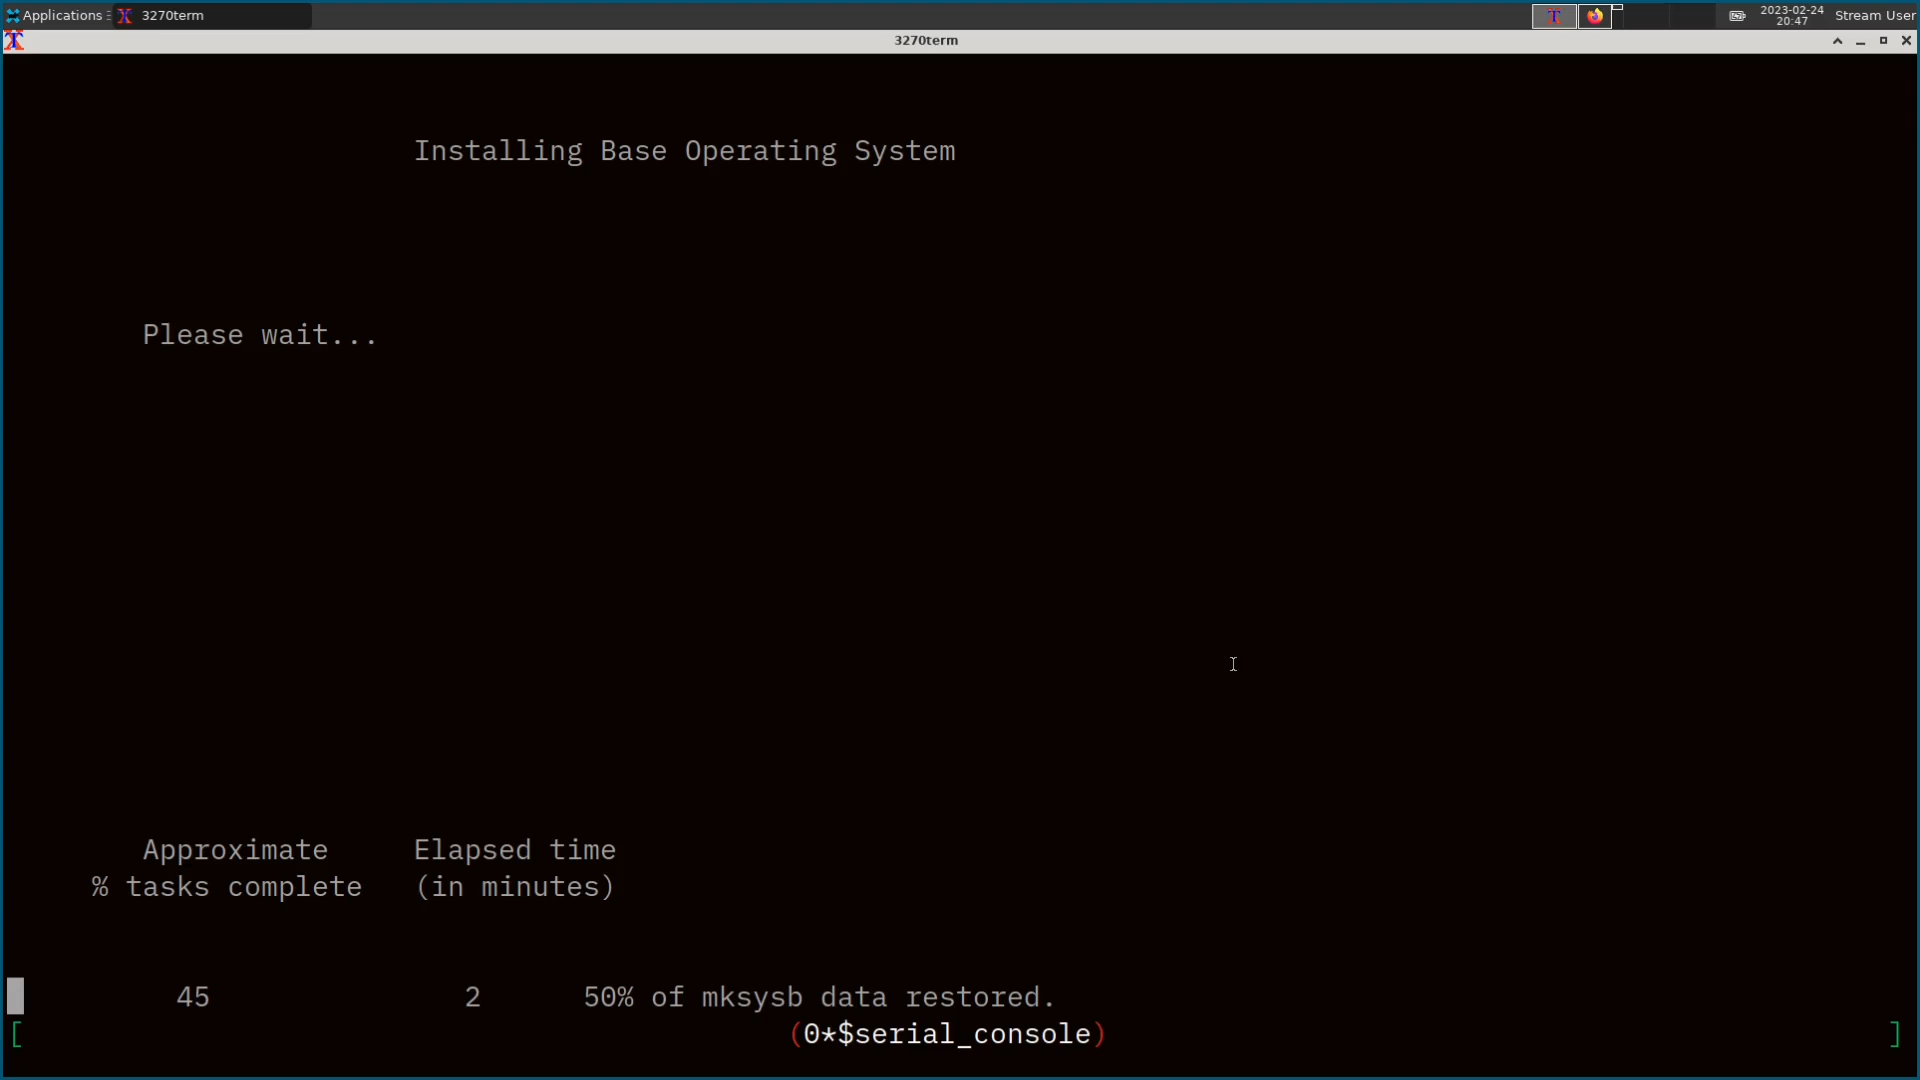 Applications
3270term
2023-02-24
20:47
Stream User
3270term
Installing Base Operating System
Please wait...
Approximate Elapsed time
% tasks complete (in minutes)
45 2 50% of mksysb data restored.
[ (0*$serial_console) ]